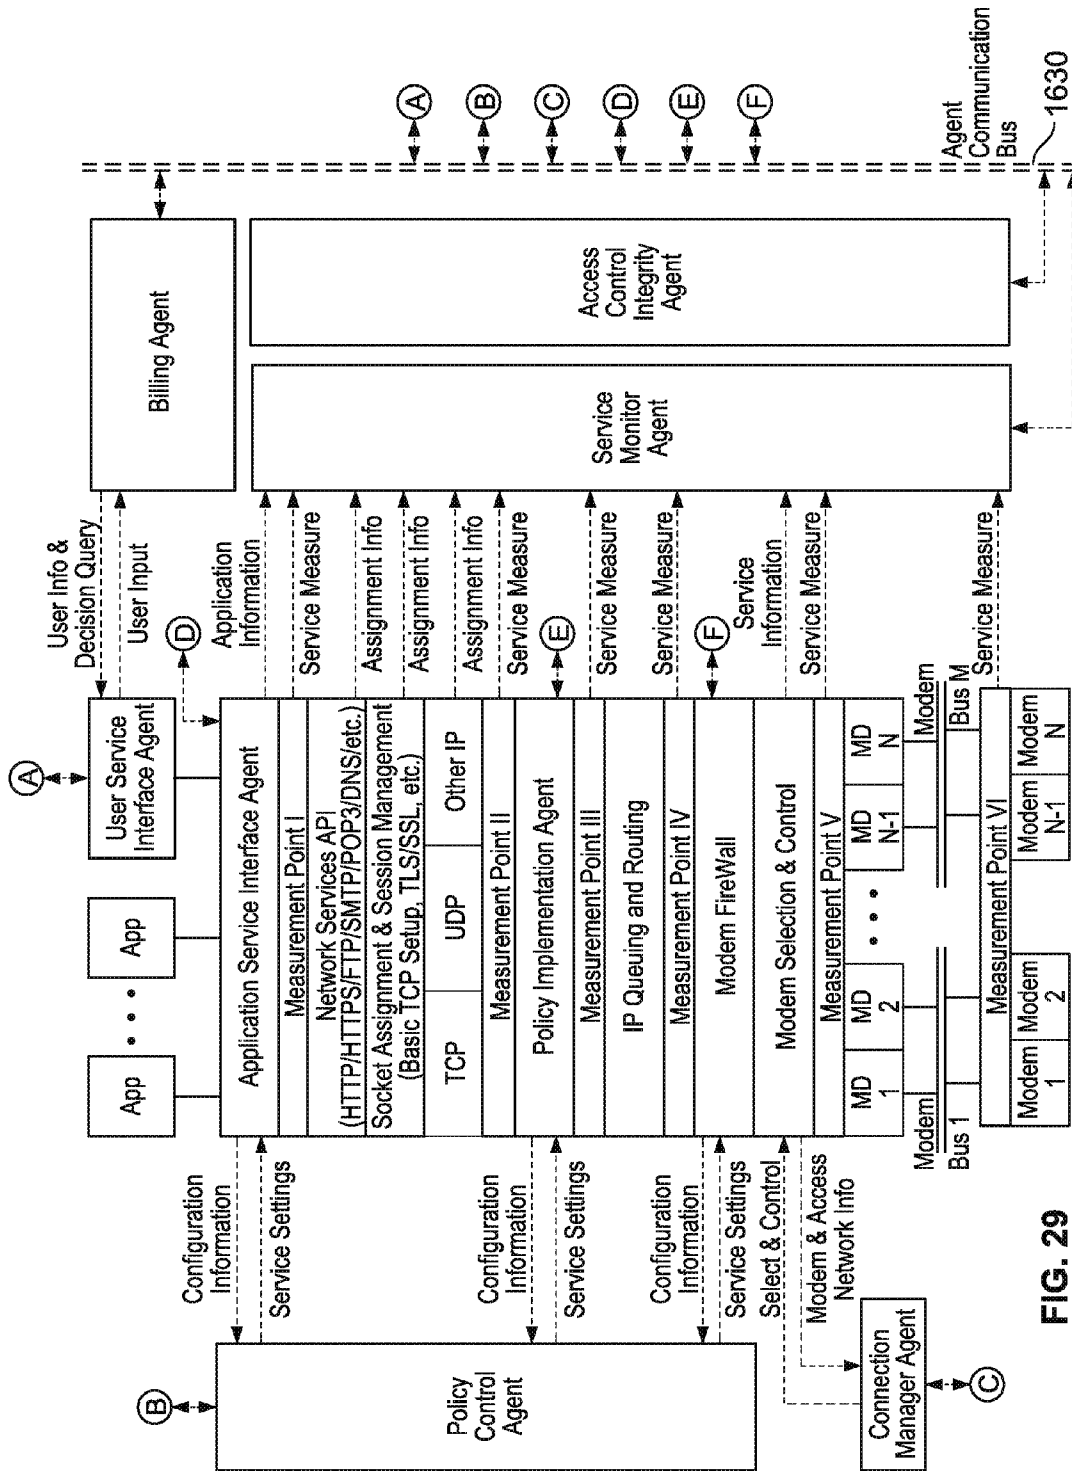 A
User Service
Interface Agent
App
• • •
App
User Info &
Decision Query
User Input
Billing Agent
D
Application Service Interface Agent
Measurement Point I
Network Services API
(HTTP/HTTPS/FTP/SMTP/POP3/DNS/etc.)
Socket Assignment & Session Management
(Basic TCP Setup, TLS/SSL, etc.)
TCP
UDP
Other IP
Measurement Point II
Policy Implementation Agent
Measurement Point III
IP Queuing and Routing
Measurement Point IV
Modem FireWall
Modem Selection & Control
Measurement Point V
MD
1
MD
2
• • • •
MD
N-1
MD
N
Modem
Bus 1
Modem
Bus M
Measurement Point VI
Modem
1
Modem
2
Modem
N-1
Modem
N
Application
Information
Service Measure
Assignment Info
Assignment Info
Assignment Info
Service Measure
E
Service Measure
Service Measure
F
Service
Information
Service Measure
Service Measure
Service
Monitor
Agent
Access
Control
Integrity
Agent
A
B
C
D
E
F
Agent
Communication
Bus
1630
B
Policy
Control
Agent
Configuration
Information
Service Settings
Configuration
Information
Service Settings
Configuration
Information
Service Settings
Select & Control
Modem & Access
Network Info
Connection
Manager Agent
C
FIG. 29